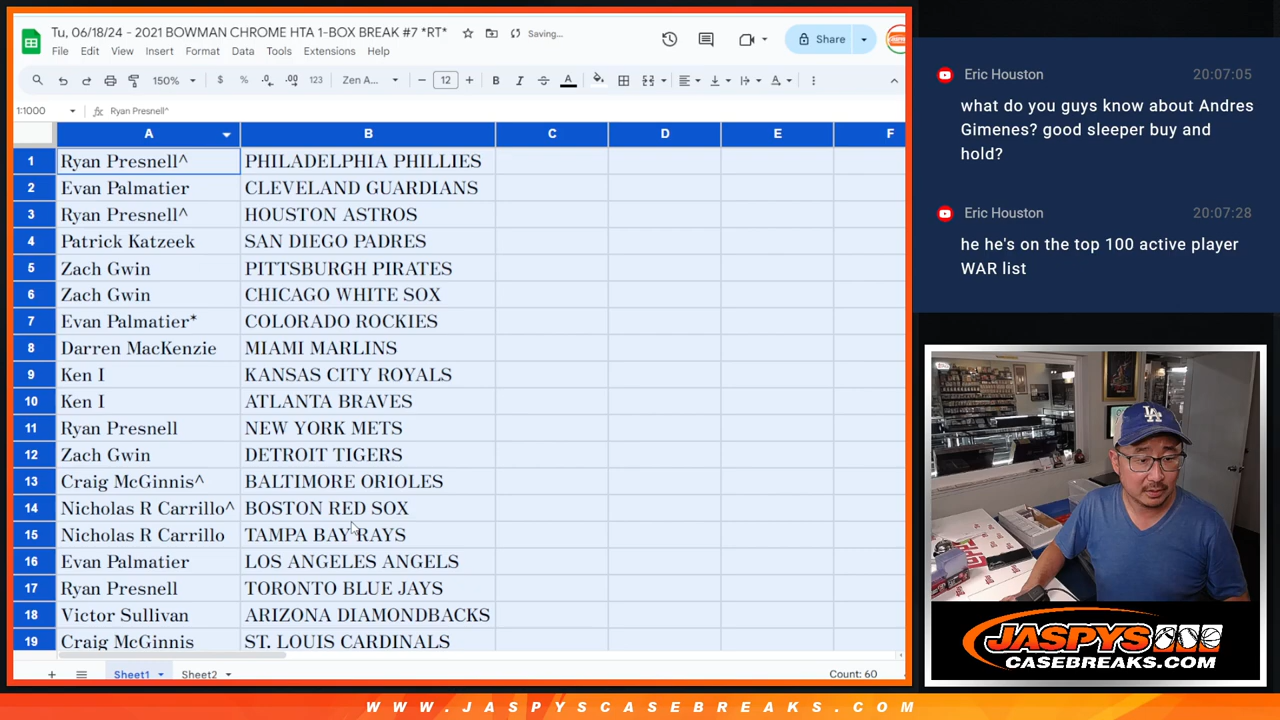 Tu, 06/18/24 - 2021 BOWMAN CHROME HTA 1-BOX BREAK #7 *RT*
Saving...
File Edit View Insert Format Data Tools Extensions Help
Share
150% $ % .0 .00 123 Zen A... 12 B I S A
1:1000 fx Ryan Presnell^
A B C D E F
1 Ryan Presnell^ PHILADELPHIA PHILLIES
2 Evan Palmatier CLEVELAND GUARDIANS
3 Ryan Presnell^ HOUSTON ASTROS
4 Patrick Katzeek SAN DIEGO PADRES
5 Zach Gwin PITTSBURGH PIRATES
6 Zach Gwin CHICAGO WHITE SOX
7 Evan Palmatier* COLORADO ROCKIES
8 Darren MacKenzie MIAMI MARLINS
9 Ken I KANSAS CITY ROYALS
10 Ken I ATLANTA BRAVES
11 Ryan Presnell NEW YORK METS
12 Zach Gwin DETROIT TIGERS
13 Craig McGinnis^ BALTIMORE ORIOLES
14 Nicholas R Carrillo^ BOSTON RED SOX
15 Nicholas R Carrillo TAMPA BAY RAYS
16 Evan Palmatier LOS ANGELES ANGELS
17 Ryan Presnell TORONTO BLUE JAYS
18 Victor Sullivan ARIZONA DIAMONDBACKS
19 Craig McGinnis ST. LOUIS CARDINALS
Sheet1 Sheet2 Count: 60
Eric Houston 20:07:05
what do you guys know about Andres
Gimenes? good sleeper buy and
hold?
Eric Houston 20:07:28
he he's on the top 100 active player
WAR list
LA
JASPYS
CASEBREAKS.COM
WWW.JASPYSCASEBREAKS.COM